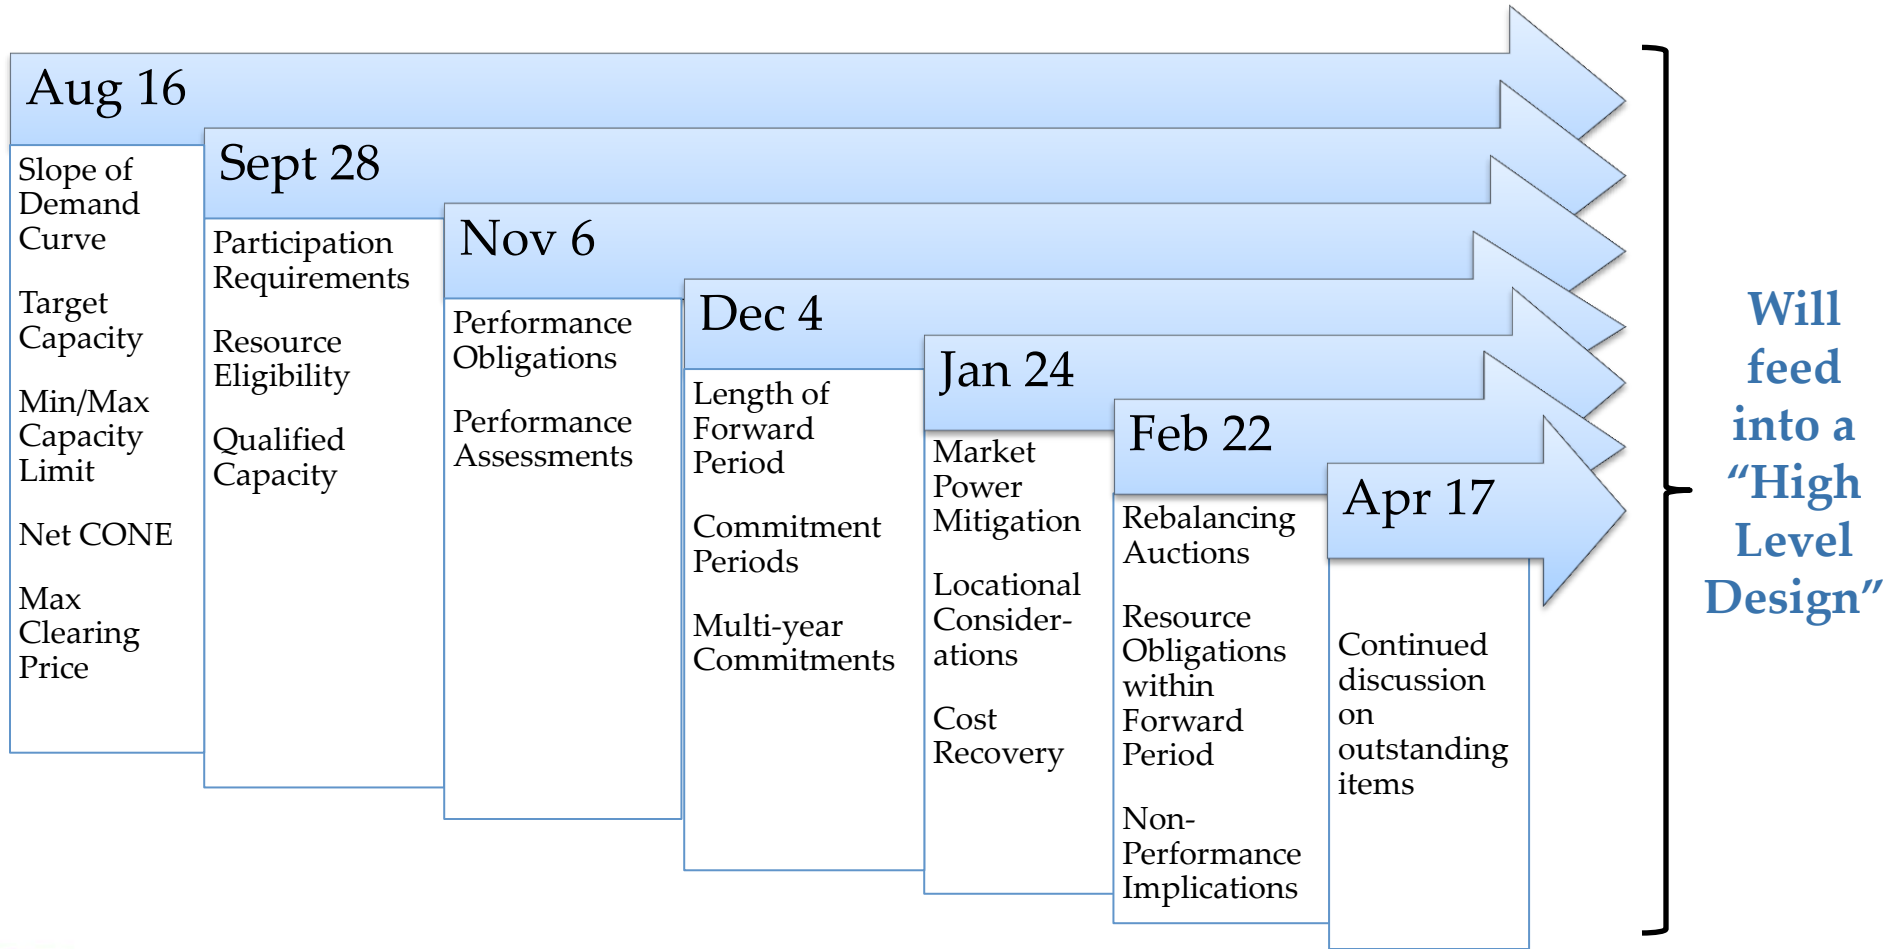 Aug 16
Slope of
Demand
Curve
Target
Capacity
Min/Max
Capacity
Limit
Net CONE
Max
Clearing
Price
Sept 28
Participation
Requirements
Resource
Eligibility
Qualified
Capacity
Nov 6
Performance
Obligations
Performance
Assessments
Dec 4
Length of
Forward
Period
Commitment
Periods
Multi-year
Commitments
Jan 24
Market
Power
Mitigation
Locational
Consider-
ations
Cost
Recovery
Feb 22
Rebalancing
Auctions
Resource
Obligations
within
Forward
Period
Non-
Performance
Implications
Apr 17
Continued
discussion
on
outstanding
items
Will
feed
into a
“High
Level
Design”